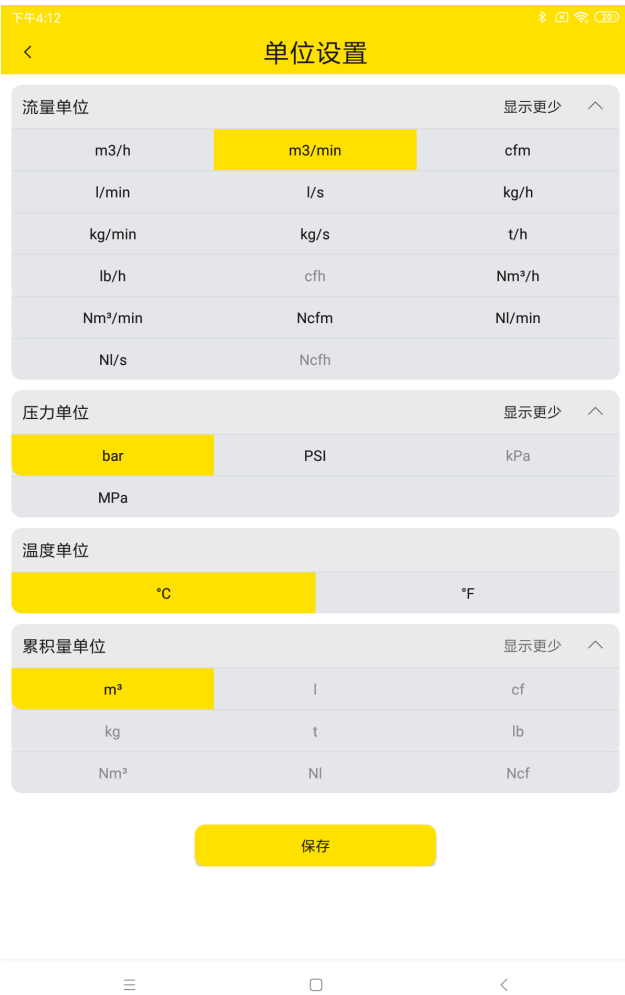 下午4:12 20
单位设置
流量单位 显示更少
m3/h m3/min cfm
l/min l/s kg/h
kg/min kg/s t/h
lb/h cfh Nm³/h
Nm³/min Ncfm Nl/min
Nl/s Ncfh
压力单位 显示更少
bar PSI kPa
MPa
温度单位
°C °F
累积量单位 显示更少
m³ l cf
kg t lb
Nm³ Nl Ncf
保存